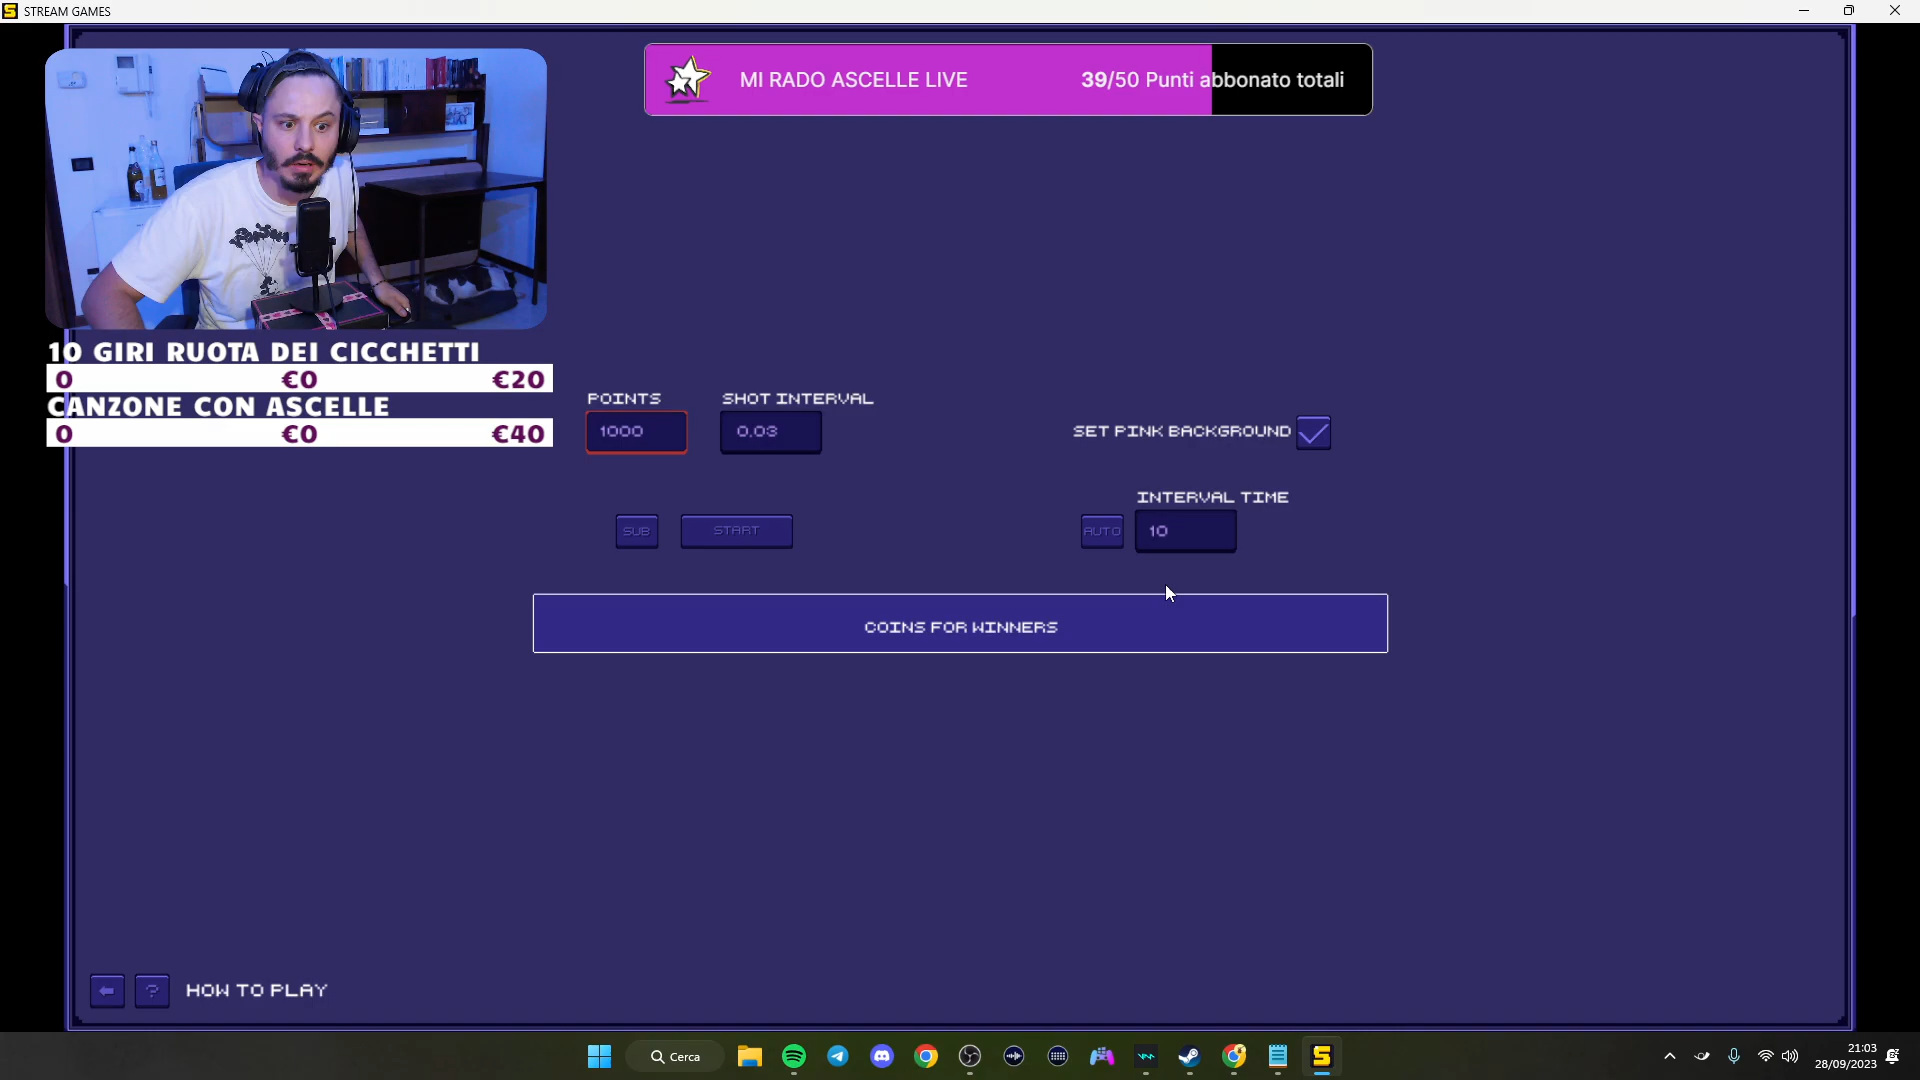 STREAM GAMES
MI RADO ASCELLE LIVE
39/50 Punti abbonato totali
10 GIRI RUOTA DEI CICCHETTI
0 €0 €20
CANZONE CON ASCELLE
0 €0 €40
POINTS
SHOT INTERVAL
1000
0.03
SET PINK BACKGROUND
INTERVAL TIME
SUB
START
AUTO
10
COINS FOR WINNERS
?
HOW TO PLAY
Cerca
21:03
28/09/2023